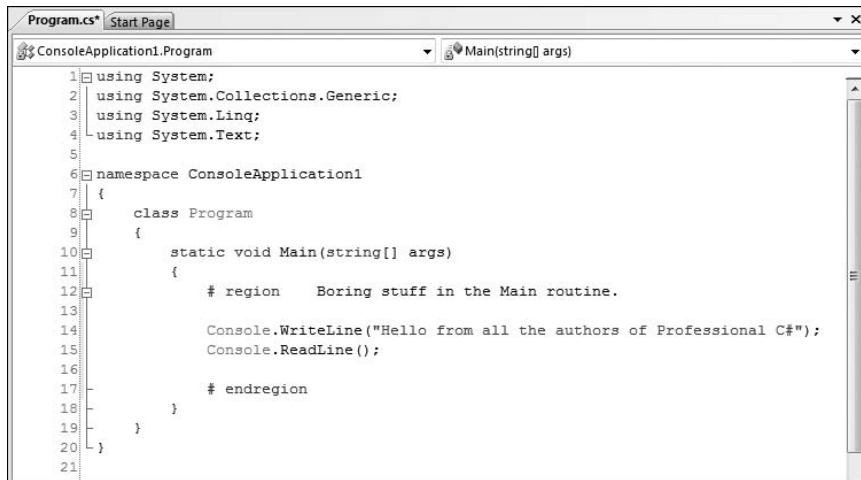 Program.cs* Start Page
ConsoleApplication1.Program Main(string[] args)
1 using System;
2 using System.Collections.Generic;
3 using System.Linq;
4 using System.Text;
5
6 namespace ConsoleApplication1
7 {
8 class Program
9 {
10 static void Main(string[] args)
11 {
12 # region Boring stuff in the Main routine.
13
14 Console.WriteLine("Hello from all the authors of Professional C#");
15 Console.ReadLine();
16
17 # endregion
18 }
19 }
20 }
21